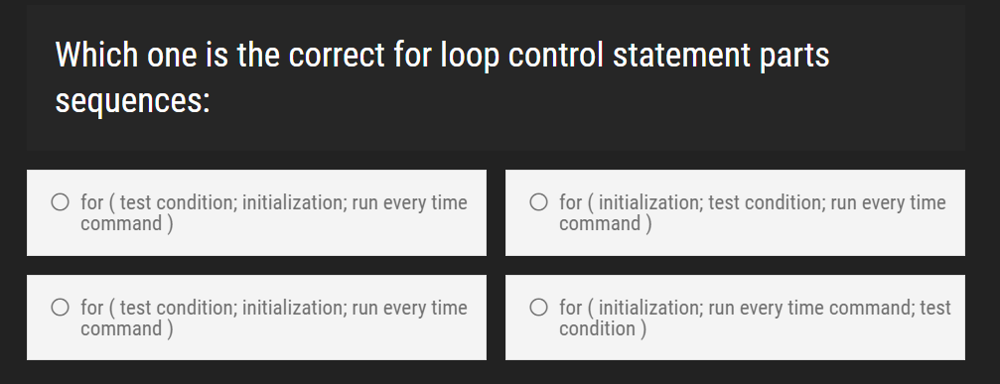 Which one is the correct for loop control statement parts
sequences:
for ( test condition; initialization; run every time
command )
for ( initialization; test condition; run every time
command )
for ( test condition; initialization; run every time
command )
for ( initialization; run every time command; test
condition )